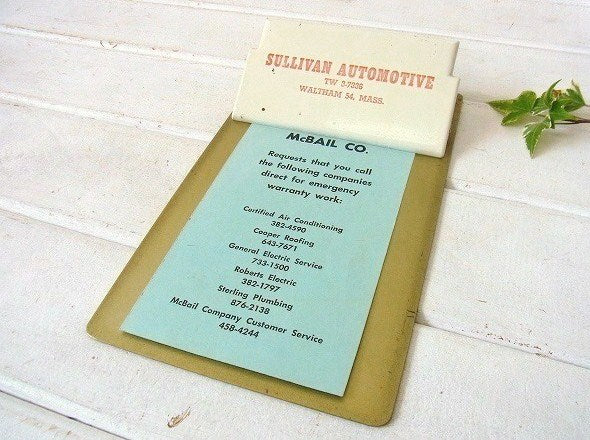 SULLIVAN AUTOMOTIVE
TW 3-7336
WALTHAM 54, MASS.
McBAIL CO.
Requests that you call
the following companies
direct for emergency
warranty work:
Certified Air Conditioning
382-4590
Cooper Roofing
643-7671
General Electric Service
733-1500
Roberts Electric
382-1797
Sterling Plumbing
876-2138
McBail Company Customer Service
458-4244